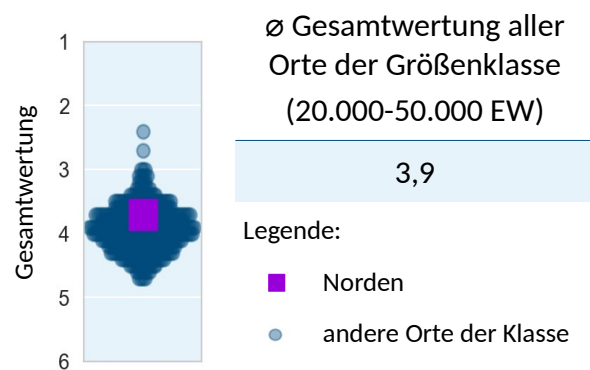 Gesamtwertung
1
2
3
4
5
6
⌀ Gesamtwertung aller
Orte der Größenklasse
(20.000-50.000 EW)
3,9
Legende:
Norden
andere Orte der Klasse